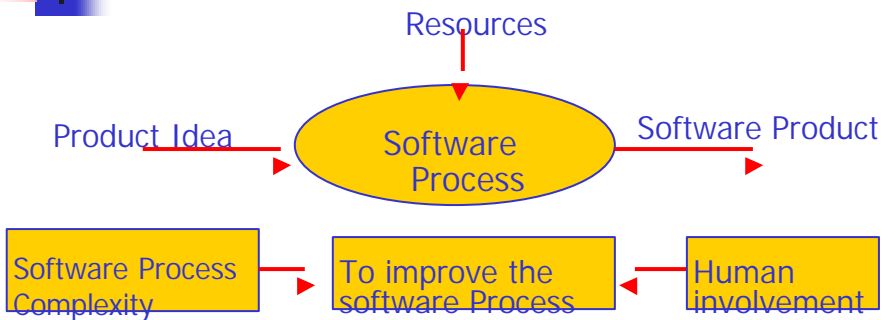 Resources
Product Idea
Software Product
Software
Process
Software Process
Complexity
To improve the
software Process
Human
involvement